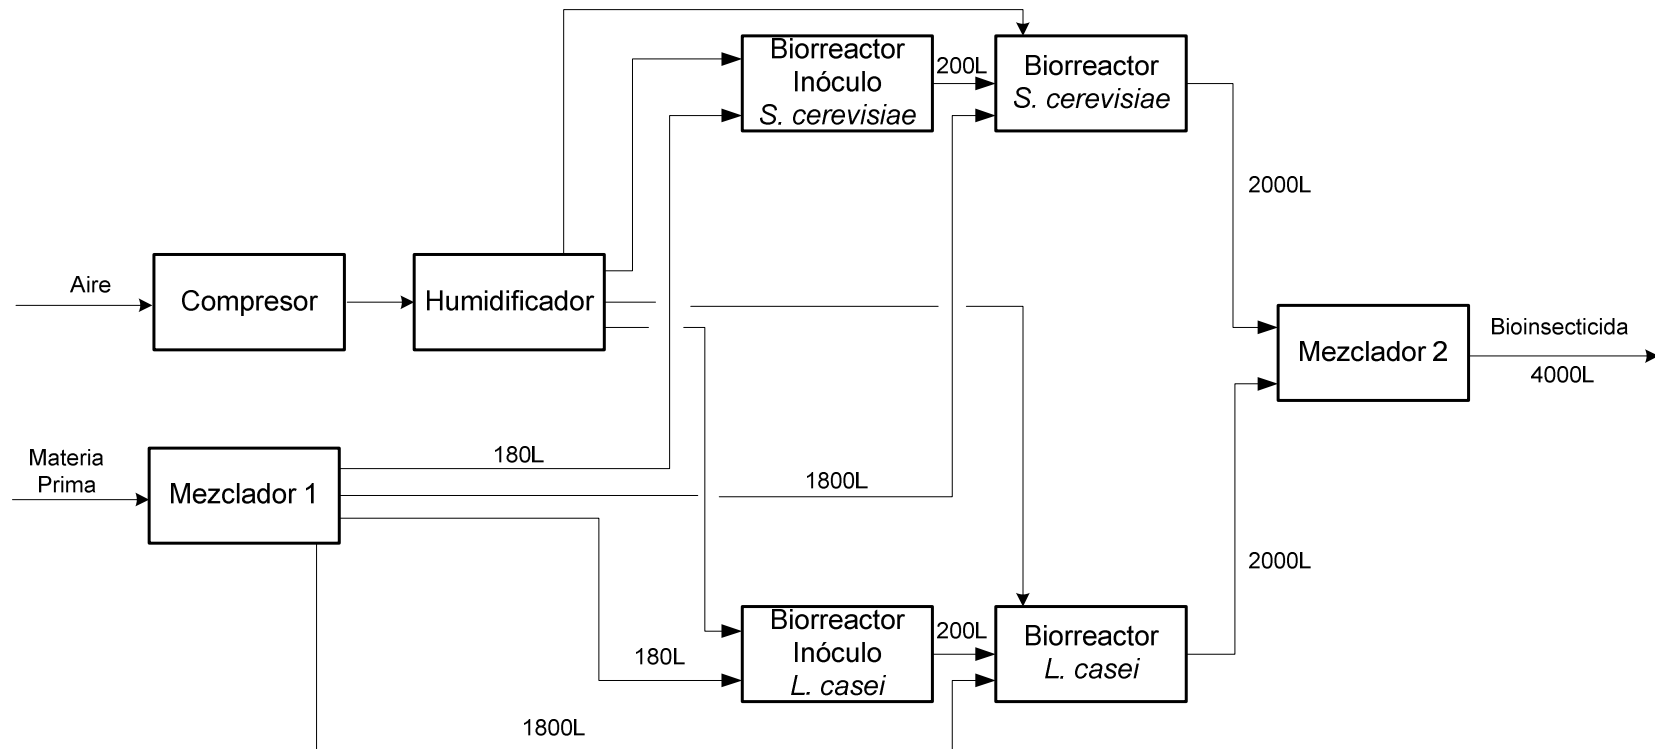 Biorreactor
Inóculo
S. cerevisiae
200L
Biorreactor
S. cerevisiae
2000L
Aire
Compresor
Humidificador
Mezclador 2
Bioinsecticida
4000L
Materia
Prima
Mezclador 1
180L
1800L
2000L
Biorreactor
Inóculo
L. casei
180L
200L
Biorreactor
L. casei
1800L